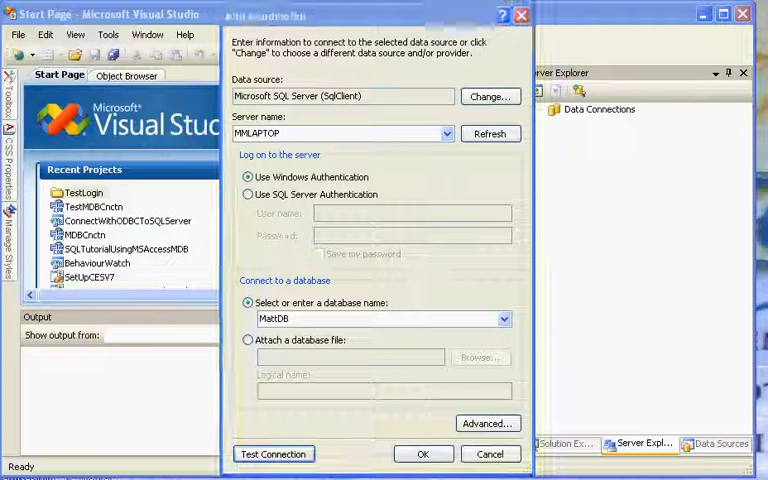 Start Page - Microsoft Visual Studio
File Edit View Tools Window Help
Start Page Object Browser
Toolbox
CSS Properties
Manage Styles
Microsoft®
Visual Stu
Recent Projects
TestLogin
TestMDBCnctn
ConnectWithODBCToSQLServer
MDBCnctn
SQLTutorialUsingMSAccessMDB
BehaviourWatch
SetUpCESV7
Output
Show output from:
Ready
Enter information to connect to the selected data source or click
"Change" to choose a different data source and/or provider.
Data source:
Microsoft SQL Server (SqlClient)
Change...
Server name:
MMLAPTOP
Refresh
Log on to the server
Use Windows Authentication
Use SQL Server Authentication
User name:
Password:
Save my password
Connect to a database
Select or enter a database name:
MattDB
Attach a database file:
Browse...
Logical name:
Advanced...
Test Connection OK Cancel
erver Explorer
Data Connections
Solution Ex... Server Expl... Data Sources